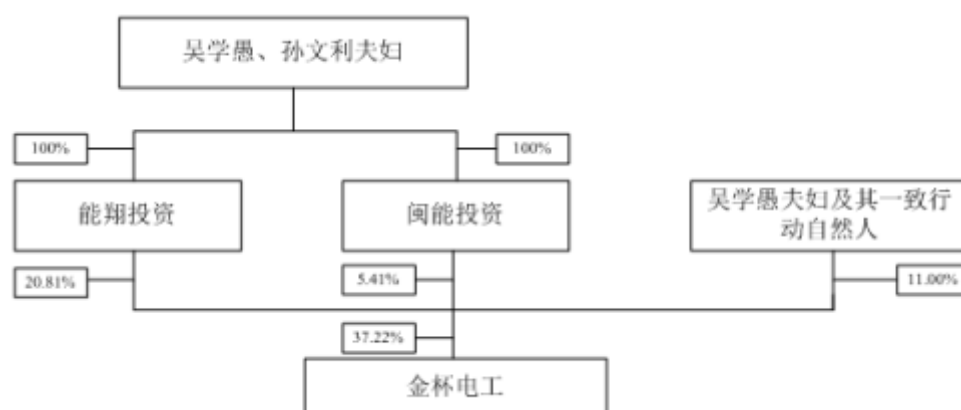 吴学愚、孙文利夫妇
100%
100%
能翔投资
闽能投资
吴学愚夫妇及其一致行
动自然人
20.81%
5.41%
11.00%
37.22%
金杯电工